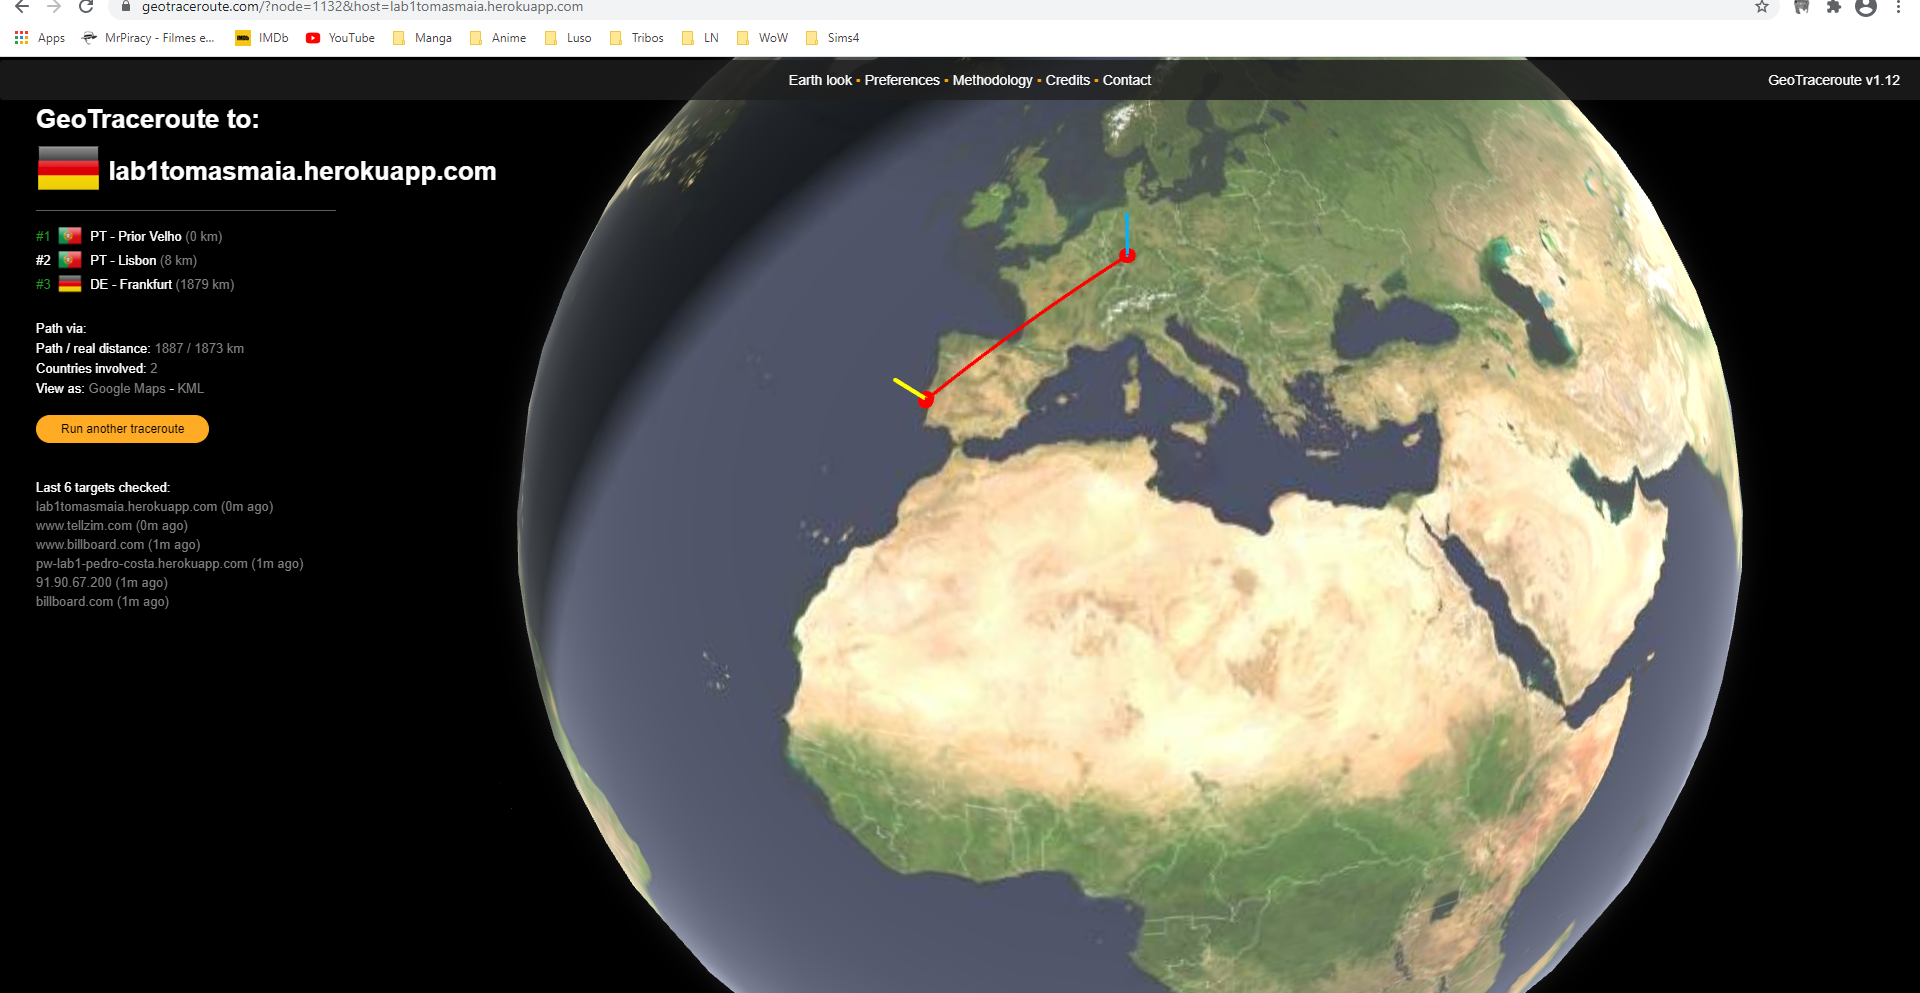 geotraceroute.com/?node=1132&host=lab1tomasmaia.herokuapp.com
Apps MrPiracy - Filmes e... IMDb YouTube Manga Anime Luso Tribos LN WoW Sims4
Earth look · Preferences · Methodology · Credits · Contact
GeoTraceroute v1.12
GeoTraceroute to:
lab1tomasmaia.herokuapp.com
#1 PT - Prior Velho (0 km)
#2 PT - Lisbon (8 km)
#3 DE - Frankfurt (1879 km)
Path via:
Path / real distance: 1887 / 1873 km
Countries involved: 2
View as: Google Maps - KML
Run another traceroute
Last 6 targets checked:
lab1tomasmaia.herokuapp.com (0m ago)
www.tellzim.com (0m ago)
www.billboard.com (1m ago)
pw-lab1-pedro-costa.herokuapp.com (1m ago)
91.90.67.200 (1m ago)
billboard.com (1m ago)